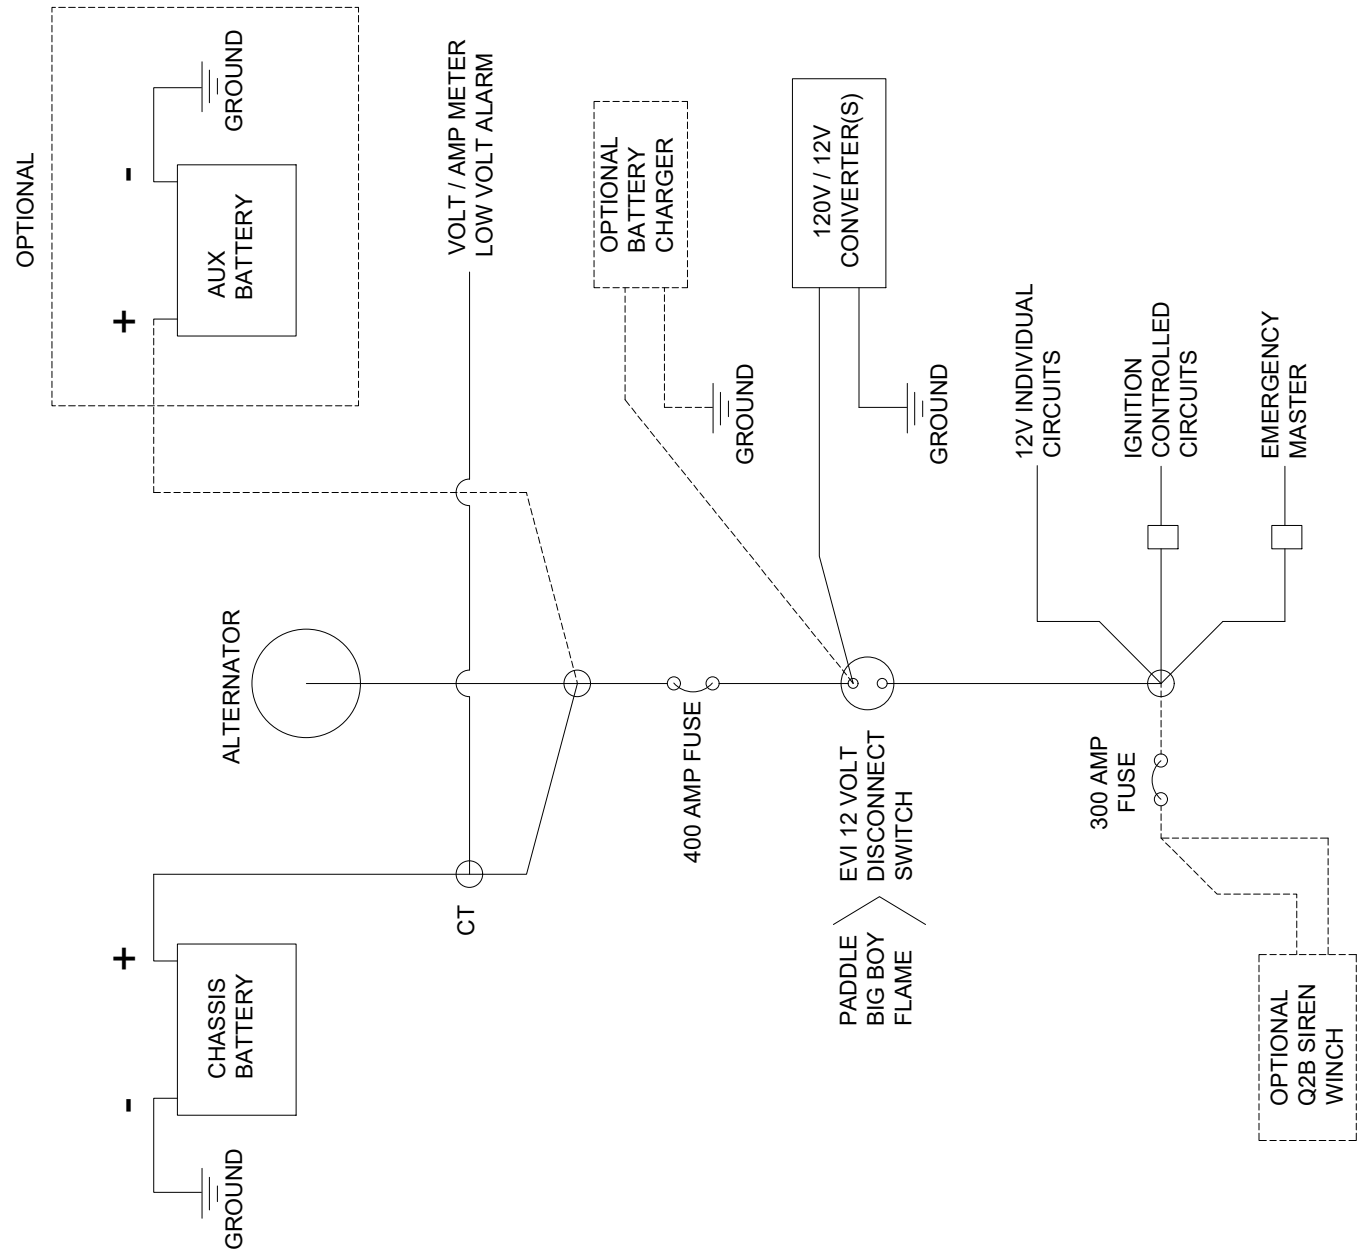 OPTIONAL
GROUND
-
AUX
BATTERY
+
VOLT / AMP METER
LOW VOLT ALARM
OPTIONAL
BATTERY
CHARGER
GROUND
120V / 12V
CONVERTER(S)
GROUND
12V INDIVIDUAL
CIRCUITS
IGNITION
CONTROLLED
CIRCUITS
EMERGENCY
MASTER
ALTERNATOR
400 AMP FUSE
EVI 12 VOLT
DISCONNECT
SWITCH
300 AMP
FUSE
CT
PADDLE
BIG BOY
FLAME
+
CHASSIS
BATTERY
-
GROUND
OPTIONAL
Q2B SIREN
WINCH